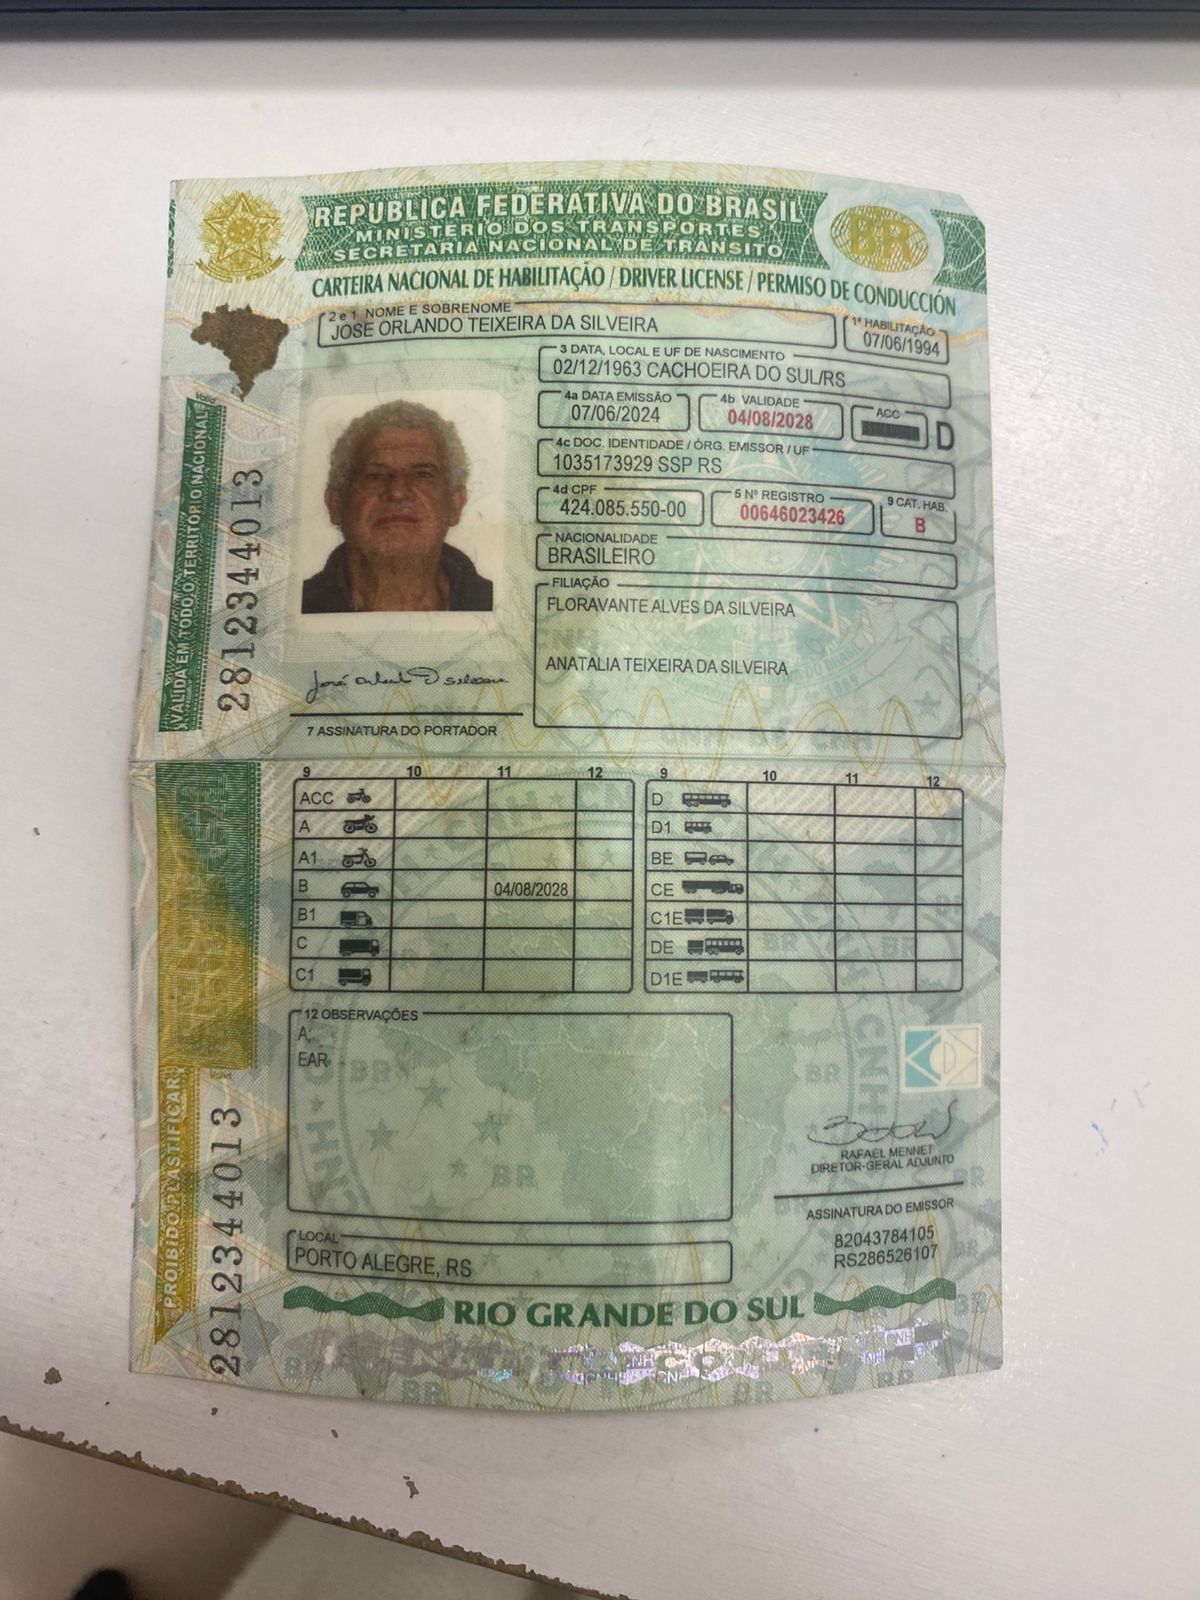 REPÚBLICA FEDERATIVA DO BRASIL
MINISTÉRIO DOS TRANSPORTES
SECRETARIA NACIONAL DE TRÂNSITO
BR
CARTEIRA NACIONAL DE HABILITAÇÃO / DRIVER LICENSE / PERMISO DE CONDUCCIÓN
2 e 1 NOME E SOBRENOME
JOSE ORLANDO TEIXEIRA DA SILVEIRA
1ª HABILITAÇÃO
07/06/1994
3 DATA, LOCAL E UF DE NASCIMENTO
02/12/1963 CACHOEIRA DO SUL/RS
4a DATA EMISSÃO
07/06/2024
4b VALIDADE
04/08/2028
ACC
D
4c DOC. IDENTIDADE / ÓRG. EMISSOR / UF
1035173929 SSP RS
4d CPF
424.085.550-00
5 Nº REGISTRO
00646023426
9 CAT. HAB.
B
NACIONALIDADE
BRASILEIRO
FILIAÇÃO
FLORAVANTE ALVES DA SILVEIRA
ANATALIA TEIXEIRA DA SILVEIRA
VÁLIDA EM TODO O TERRITÓRIO NACIONAL
2812344013
7 ASSINATURA DO PORTADOR
9 10 11 12
ACC
A
A1
B 04/08/2028
B1
C
C1
9 10 11 12
D
D1
BE
CE
C1E
DE
D1E
12 OBSERVAÇÕES
A;
EAR
PROIBIDO PLASTIFICAR
2812344013
RAFAEL MENNET
DIRETOR-GERAL ADJUNTO
ASSINATURA DO EMISSOR
82043784105
RS286526107
LOCAL
PORTO ALEGRE, RS
RIO GRANDE DO SUL